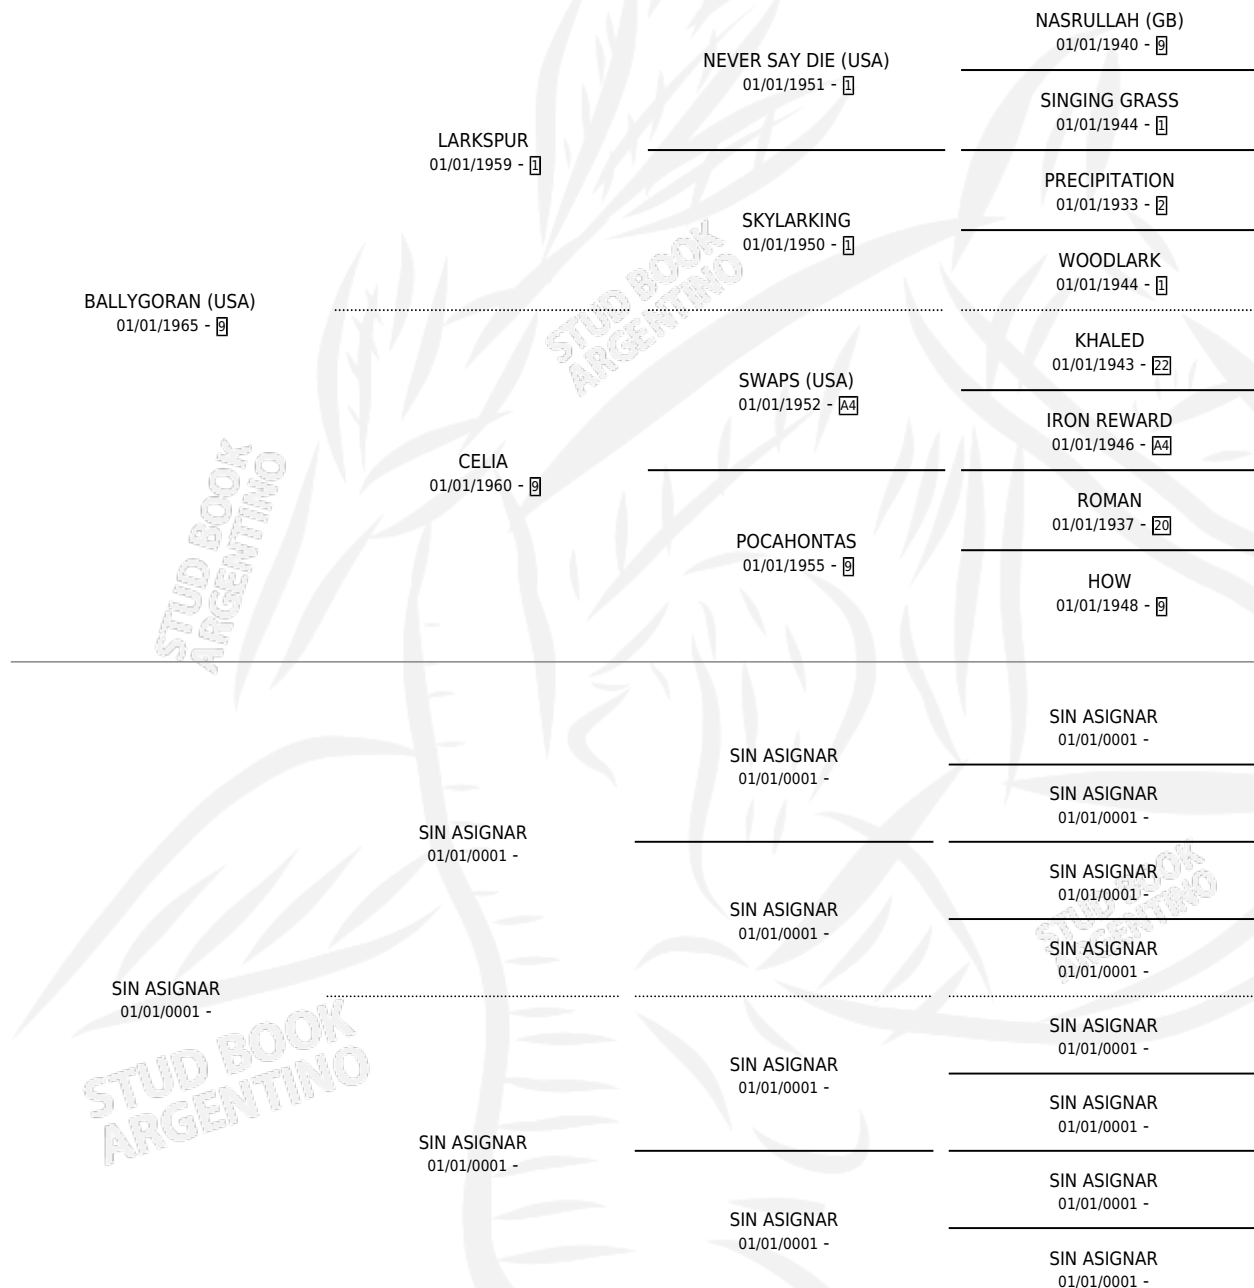 NASRULLAH (GB)
01/01/1940 - 9
NEVER SAY DIE (USA)
01/01/1951 - 1
SINGING GRASS
01/01/1944 - 1
LARKSPUR
01/01/1959 - 1
PRECIPITATION
01/01/1933 - 2
SKYLARKING
01/01/1950 - 1
WOODLARK
01/01/1944 - 1
BALLYGORAN (USA)
01/01/1965 - 9
KHALED
01/01/1943 - 22
SWAPS (USA)
01/01/1952 - A4
IRON REWARD
01/01/1946 - A4
CELIA
01/01/1960 - 9
ROMAN
01/01/1937 - 20
POCAHONTAS
01/01/1955 - 9
HOW
01/01/1948 - 9
STUD BOOK
ARGENTINO
STUD BOOK
ARGENTINO
SIN ASIGNAR
01/01/0001 -
SIN ASIGNAR
01/01/0001 -
SIN ASIGNAR
01/01/0001 -
SIN ASIGNAR
01/01/0001 -
SIN ASIGNAR
01/01/0001 -
SIN ASIGNAR
01/01/0001 -
SIN ASIGNAR
01/01/0001 -
SIN ASIGNAR
01/01/0001 -
SIN ASIGNAR
01/01/0001 -
SIN ASIGNAR
01/01/0001 -
SIN ASIGNAR
01/01/0001 -
SIN ASIGNAR
01/01/0001 -
SIN ASIGNAR
01/01/0001 -
SIN ASIGNAR
01/01/0001 -
SIN ASIGNAR
01/01/0001 -
STUD BOOK
ARGENTINO
STUD BOOK
ARGENTINO